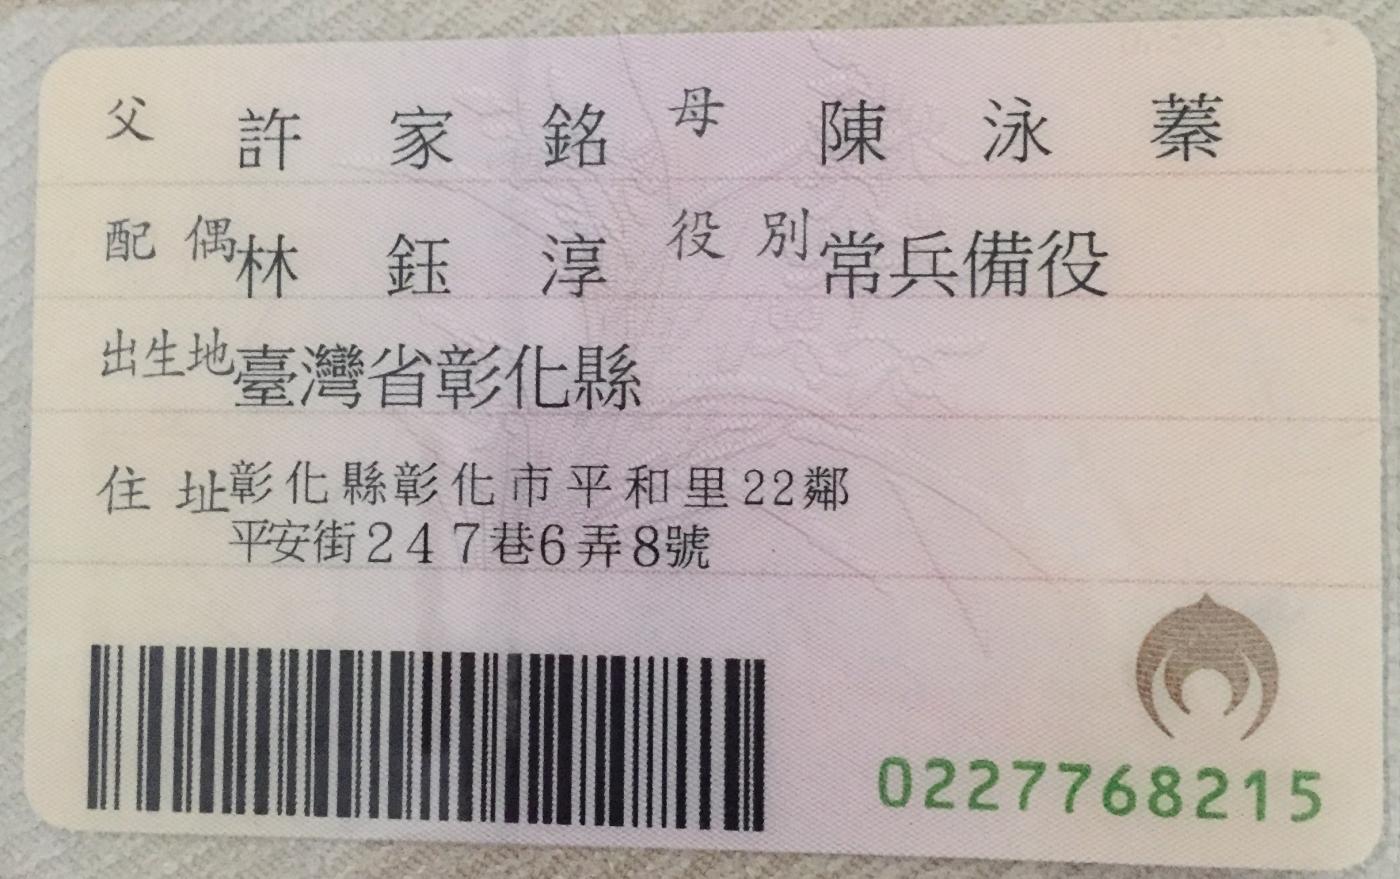 父 許家銘 母 陳泳蓁
配偶 林鈺淳 役別 常兵備役
出生地 臺灣省彰化縣
住址 彰化縣彰化市平和里22鄰
平安街247巷6弄8號
0227768215